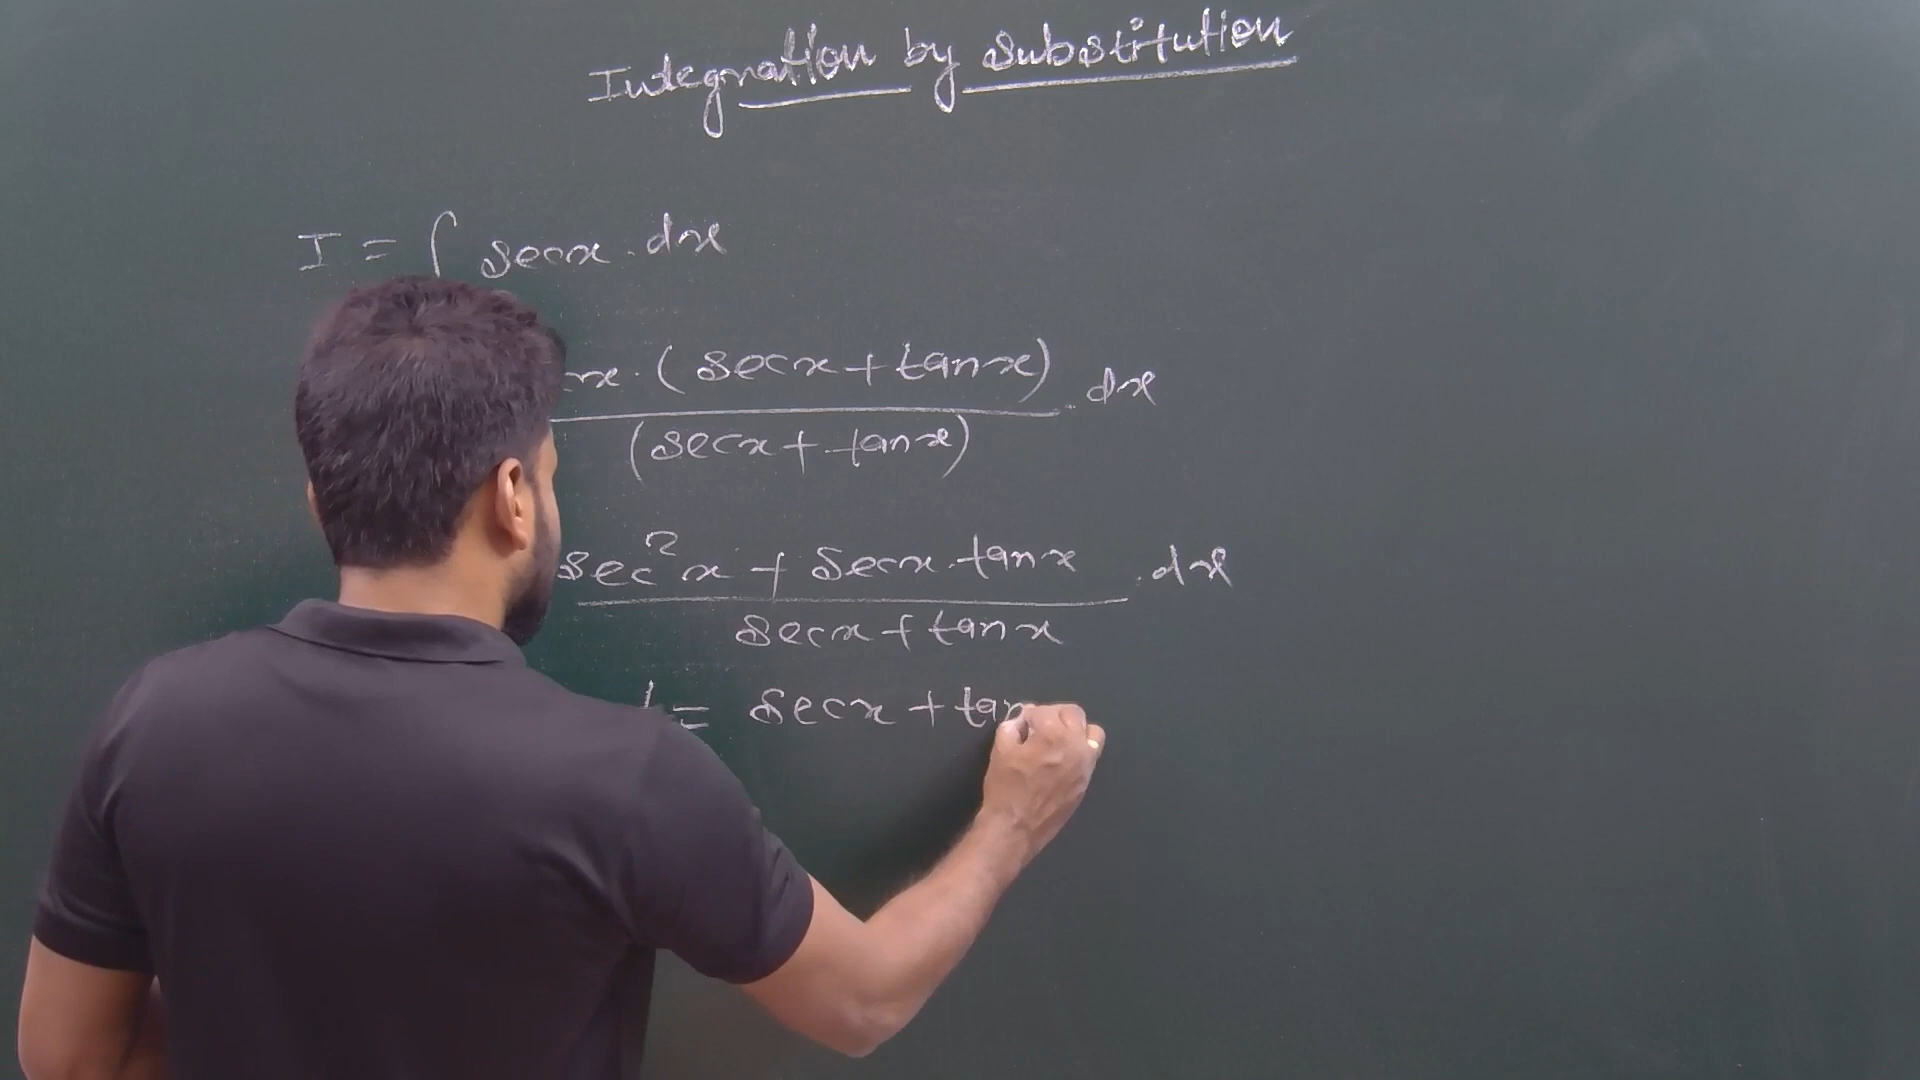 Integration by Substitution
I = ∫ secx . dx
x . (secx + tanx) . dx
(secx + tanx)
sec²x + secx tanx . dx
secx + tanx
t = secx + tan